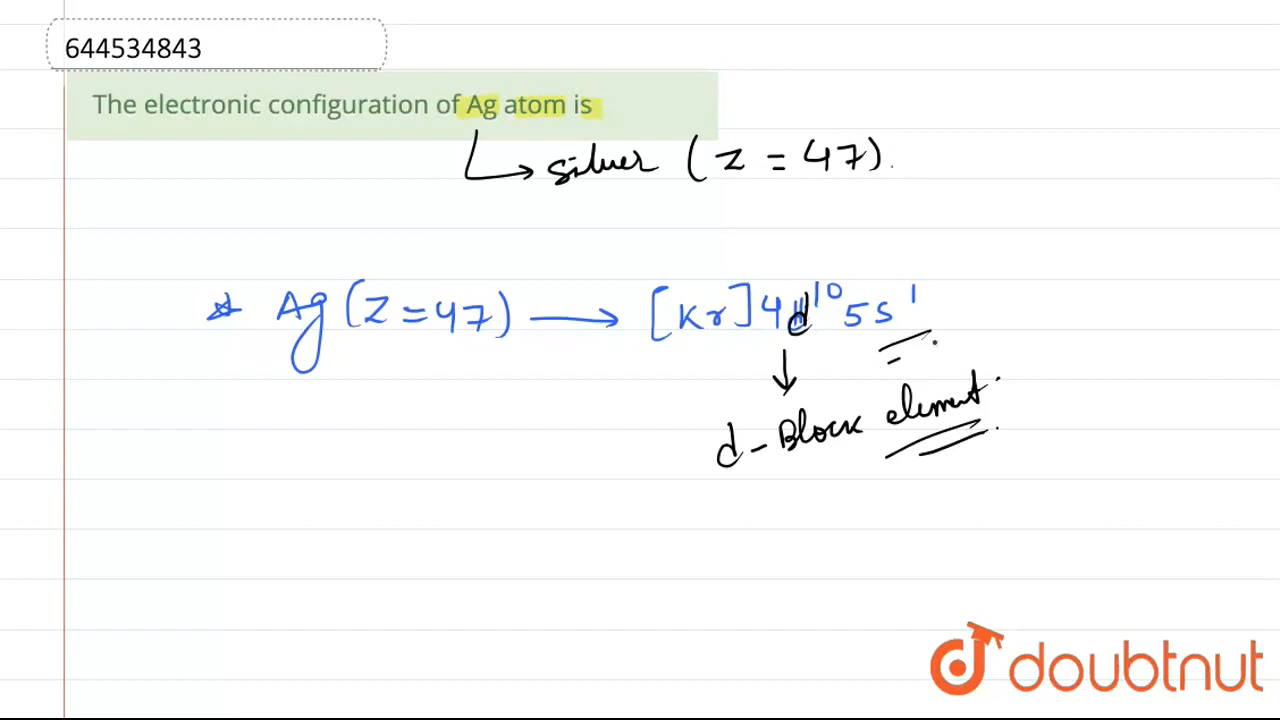 644534843
The electronic configuration of Ag atom is
↳ silver (Z = 47).
☆ Ag (Z = 47) ⟶ [Kr] 4d¹⁰ 5s¹
↓
d-Block element.
doubtnut